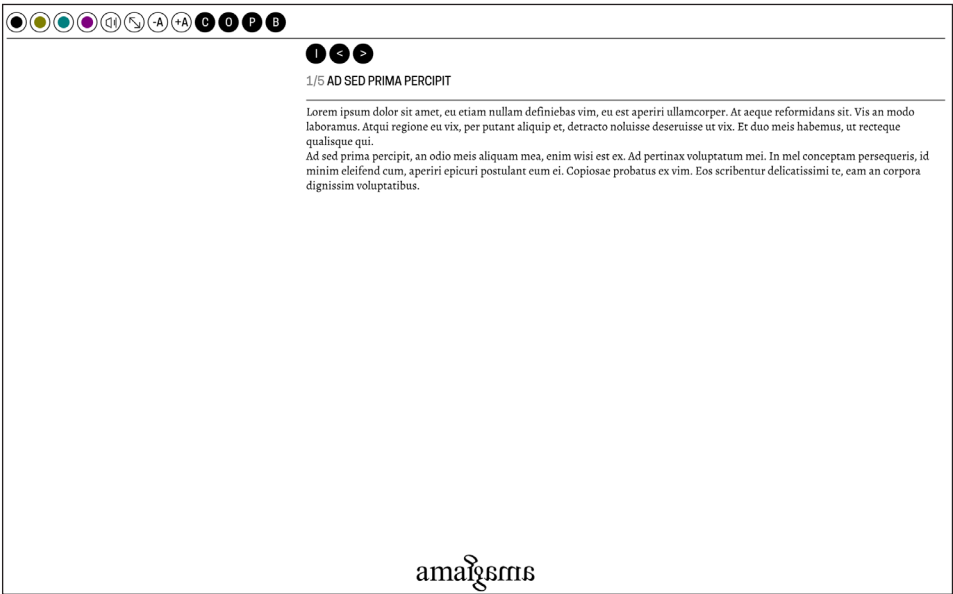 -A +A C O P B
I < >
1/5 AD SED PRIMA PERCIPIT
Lorem ipsum dolor sit amet, eu etiam nullam definiebas vim, eu est aperiri ullamcorper. At aeque reformidans sit. Vis an modo
laboramus. Atqui regione eu vix, per putant aliquip et, detracto noluisse deseruisse ut vix. Et duo meis habemus, ut recteque
qualisque qui.
Ad sed prima percipit, an odio meis aliquam mea, enim wisi est ex. Ad pertinax voluptatum mei. In mel conceptam persequeris, id
minim eleifend cum, aperiri epicuri postulant eum ei. Copiosae probatus ex vim. Eos scribentur delicatissimi te, eam an corpora
dignissim voluptatibus.